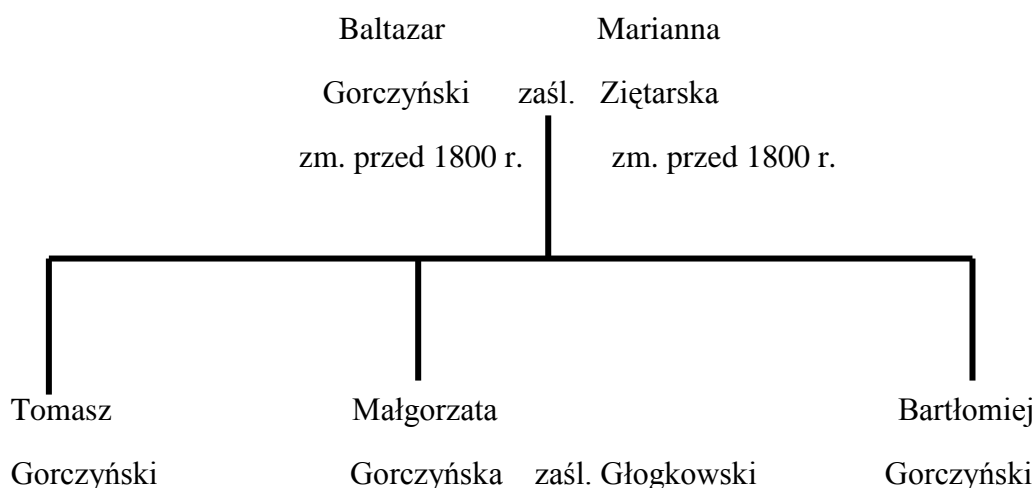 Baltazar Marianna
Gorczyński zaśl. Ziętarska
zm. przed 1800 r. zm. przed 1800 r.
Tomasz Małgorzata Bartłomiej
Gorczyński Gorczyńska zaśl. Głogkowski Gorczyński